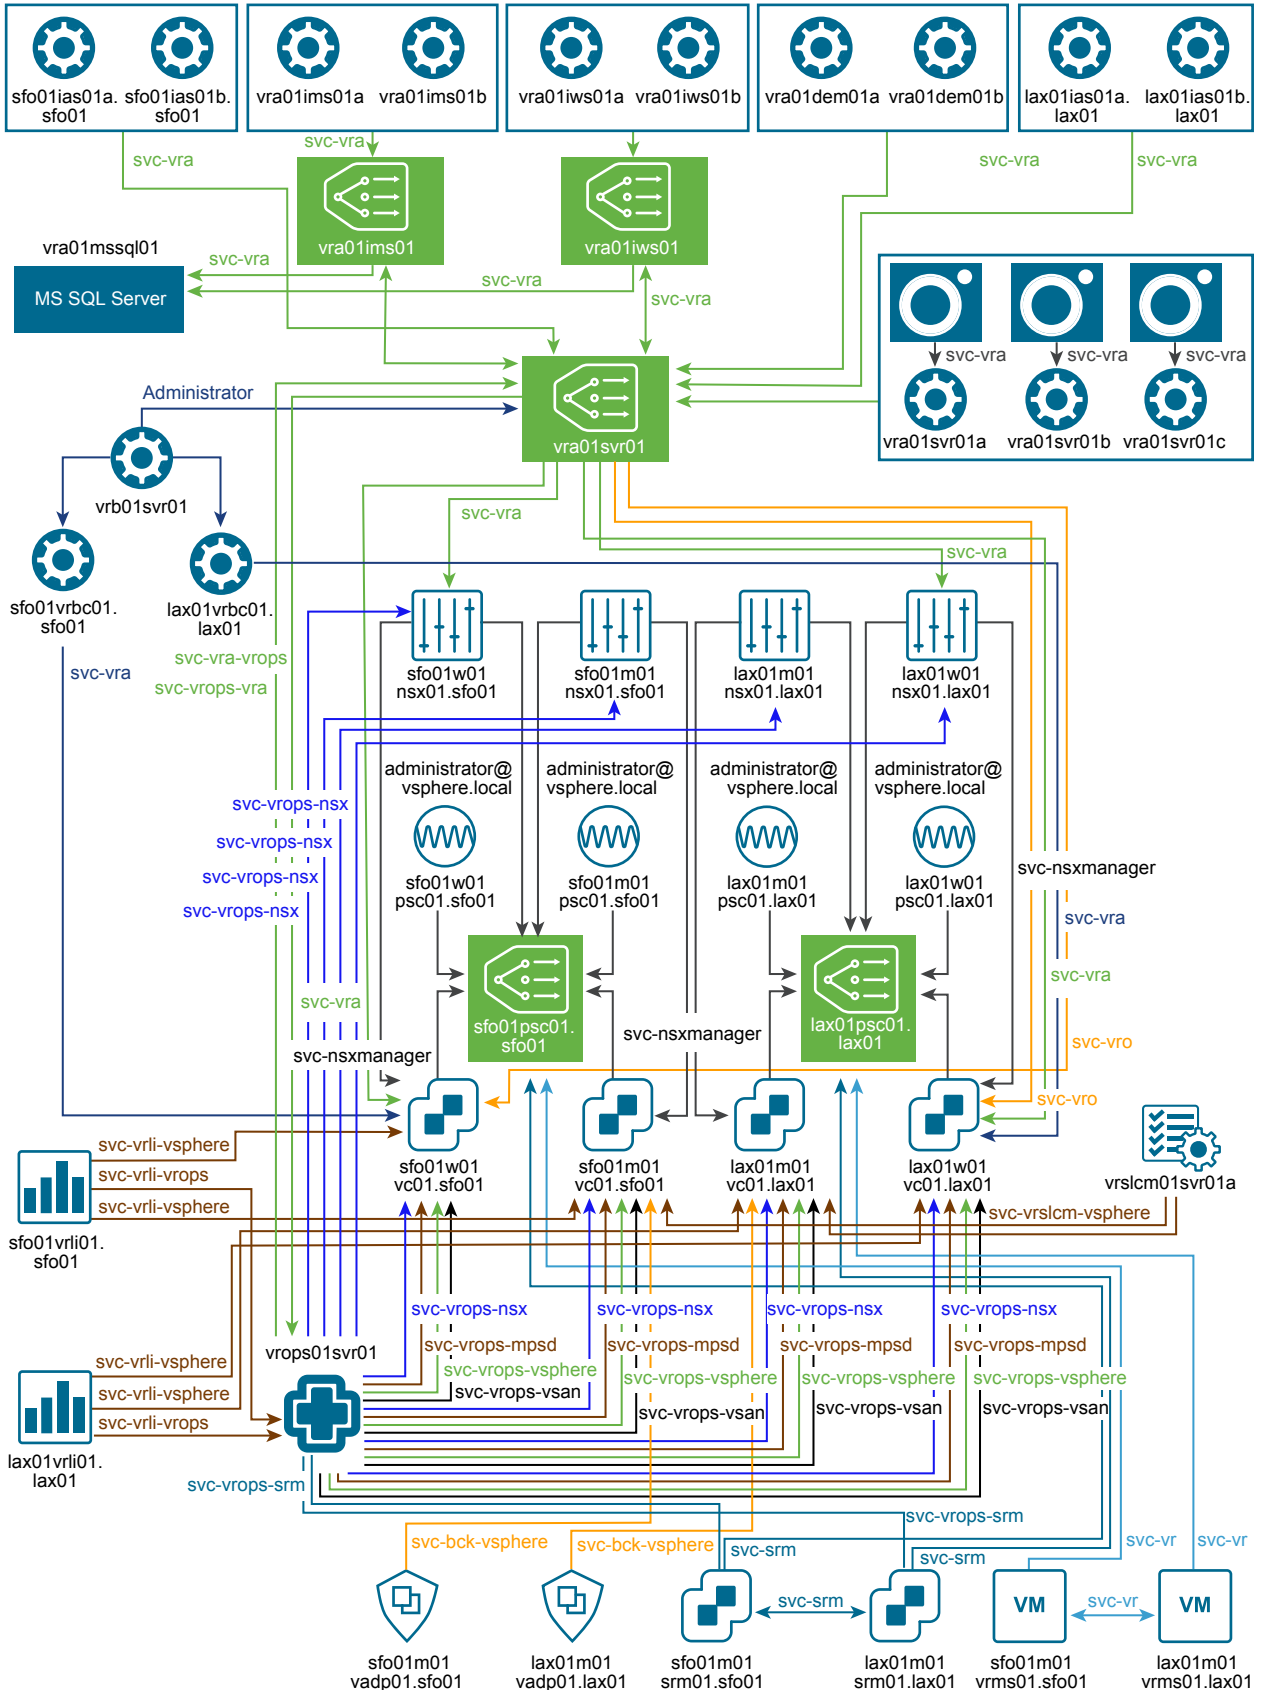 sfo01ias01a.
sfo01
sfo01ias01b.
sfo01
vra01ims01a
vra01ims01b
vra01iws01a
vra01iws01b
vra01dem01a
vra01dem01b
lax01ias01a.
lax01
lax01ias01b.
lax01
svc-vra
svc-vra
svc-vra
svc-vra
svc-vra
vra01ims01
vra01iws01
vra01mssql01
MS SQL Server
svc-vra
svc-vra
svc-vra
svc-vra
svc-vra
svc-vra
vra01svr01a
vra01svr01b
vra01svr01c
Administrator
vra01svr01
vrb01svr01
svc-vra
svc-vra
sfo01vrbc01.
sfo01
lax01vrbc01.
lax01
svc-vra
svc-vra-vrops
svc-vrops-vra
sfo01w01
nsx01.sfo01
sfo01m01
nsx01.sfo01
lax01m01
nsx01.lax01
lax01w01
nsx01.lax01
administrator@
vsphere.local
administrator@
vsphere.local
administrator@
vsphere.local
administrator@
vsphere.local
svc-vrops-nsx
svc-vrops-nsx
svc-vrops-nsx
svc-vrops-nsx
sfo01w01
psc01.sfo01
sfo01m01
psc01.sfo01
lax01m01
psc01.lax01
lax01w01
psc01.lax01
svc-nsxmanager
svc-vra
svc-vra
svc-vra
sfo01psc01.
sfo01
lax01psc01.
lax01
svc-nsxmanager
svc-nsxmanager
svc-vro
svc-vro
svc-vrli-vsphere
svc-vrli-vrops
svc-vrli-vsphere
sfo01vrli01.
sfo01
sfo01w01
vc01.sfo01
sfo01m01
vc01.sfo01
lax01m01
vc01.lax01
lax01w01
vc01.lax01
vrslcm01svr01a
svc-vrslcm-vsphere
svc-vrops-nsx
svc-vrops-nsx
svc-vrops-nsx
svc-vrops-nsx
vrops01svr01
svc-vrops-mpsd
svc-vrops-mpsd
svc-vrops-mpsd
svc-vrops-mpsd
svc-vrops-vsphere
svc-vrops-vsphere
svc-vrops-vsphere
svc-vrops-vsphere
svc-vrops-vsan
svc-vrops-vsan
svc-vrops-vsan
svc-vrops-vsan
svc-vrli-vsphere
svc-vrli-vsphere
svc-vrli-vrops
lax01vrli01.
lax01
svc-vrops-srm
svc-vrops-srm
svc-bck-vsphere
svc-bck-vsphere
svc-srm
svc-srm
svc-vr
svc-vr
svc-srm
VM
svc-vr
VM
sfo01m01
vadp01.sfo01
lax01m01
vadp01.lax01
sfo01m01
srm01.sfo01
lax01m01
srm01.lax01
sfo01m01
vrms01.sfo01
lax01m01
vrms01.lax01